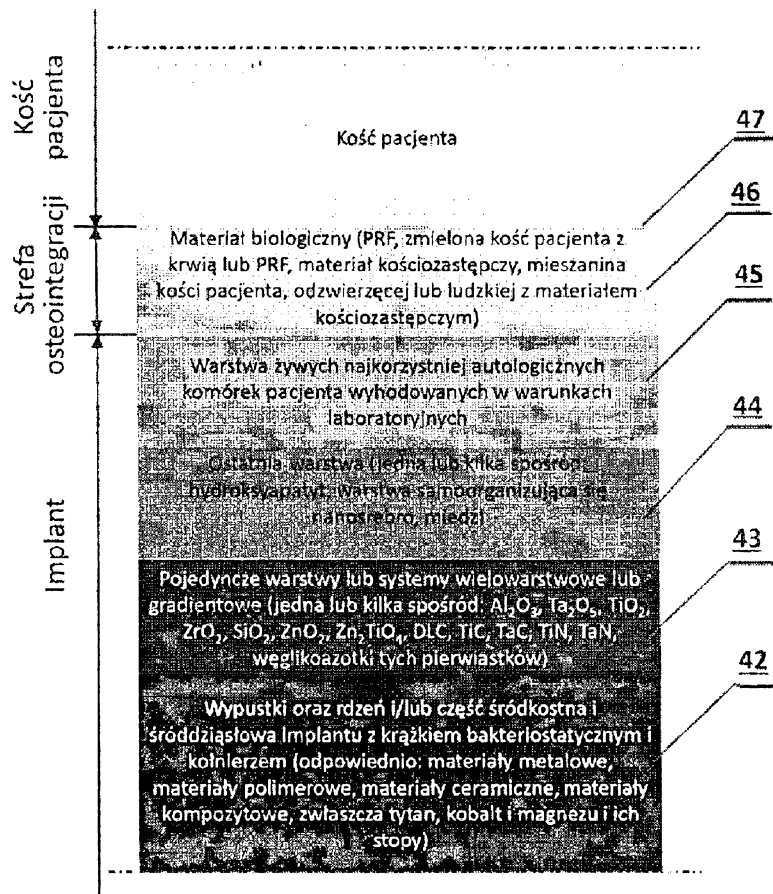 Kość pacjenta
Strefa osteointegracji
Implant
Kość pacjenta
Materiał biologiczny (PRF, zmielona kość pacjenta z
krwią lub PRF, materiał kościozastępczy, mieszanina
kości pacjenta, odzwierzęcej lub ludzkiej z materiałem
kościozastępczym)
Warstwa żywych najkorzystniej autologicznych
komórek pacjenta wyhodowanych w warunkach
laboratoryjnych
Ostatnia warstwa (jedna lub kilka spośród:
hydroksyapatyt, warstwa samoorganizująca się
nanosrebro, miedź)
Pojedyncze warstwy lub systemy wielowarstwowe lub
gradientowe (jedna lub kilka spośród: Al₂O₃, Ta₂O₅, TiO₂,
ZrO₂, SiO₂, ZnO₂, Zn₂TiO₄, DLC, TiC, TaC, TiN, TaN,
węglikoazotki tych pierwiastków)
Wypustki oraz rdzeń i/lub część śródkostna i
śróddziąsłowa implantu z krążkiem bakteriostatycznym i
kołnierzem (odpowiednio: materiały metalowe,
materiały polimerowe, materiały ceramiczne, materiały
kompozytowe, zwłaszcza tytan, kobalt i magnezu i ich
stopy)
47
46
45
44
43
42